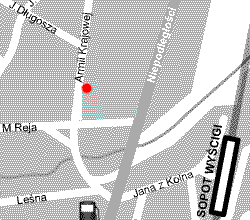 J Długosza
Armii Krajowej
Niepodległości
M Reja
SOPOT WYŚCIGI
Jana z Kolna
Leśna